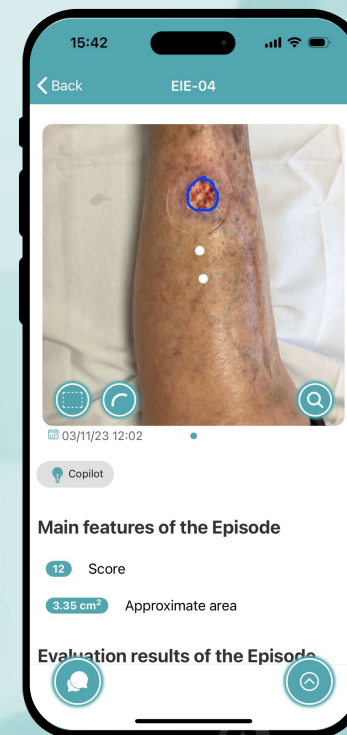 15:42
Back
EIE-04
03/11/23 12:02
Copilot
Main features of the Episode
12 Score
3.35 cm² Approximate area
Evaluation results of the Episode